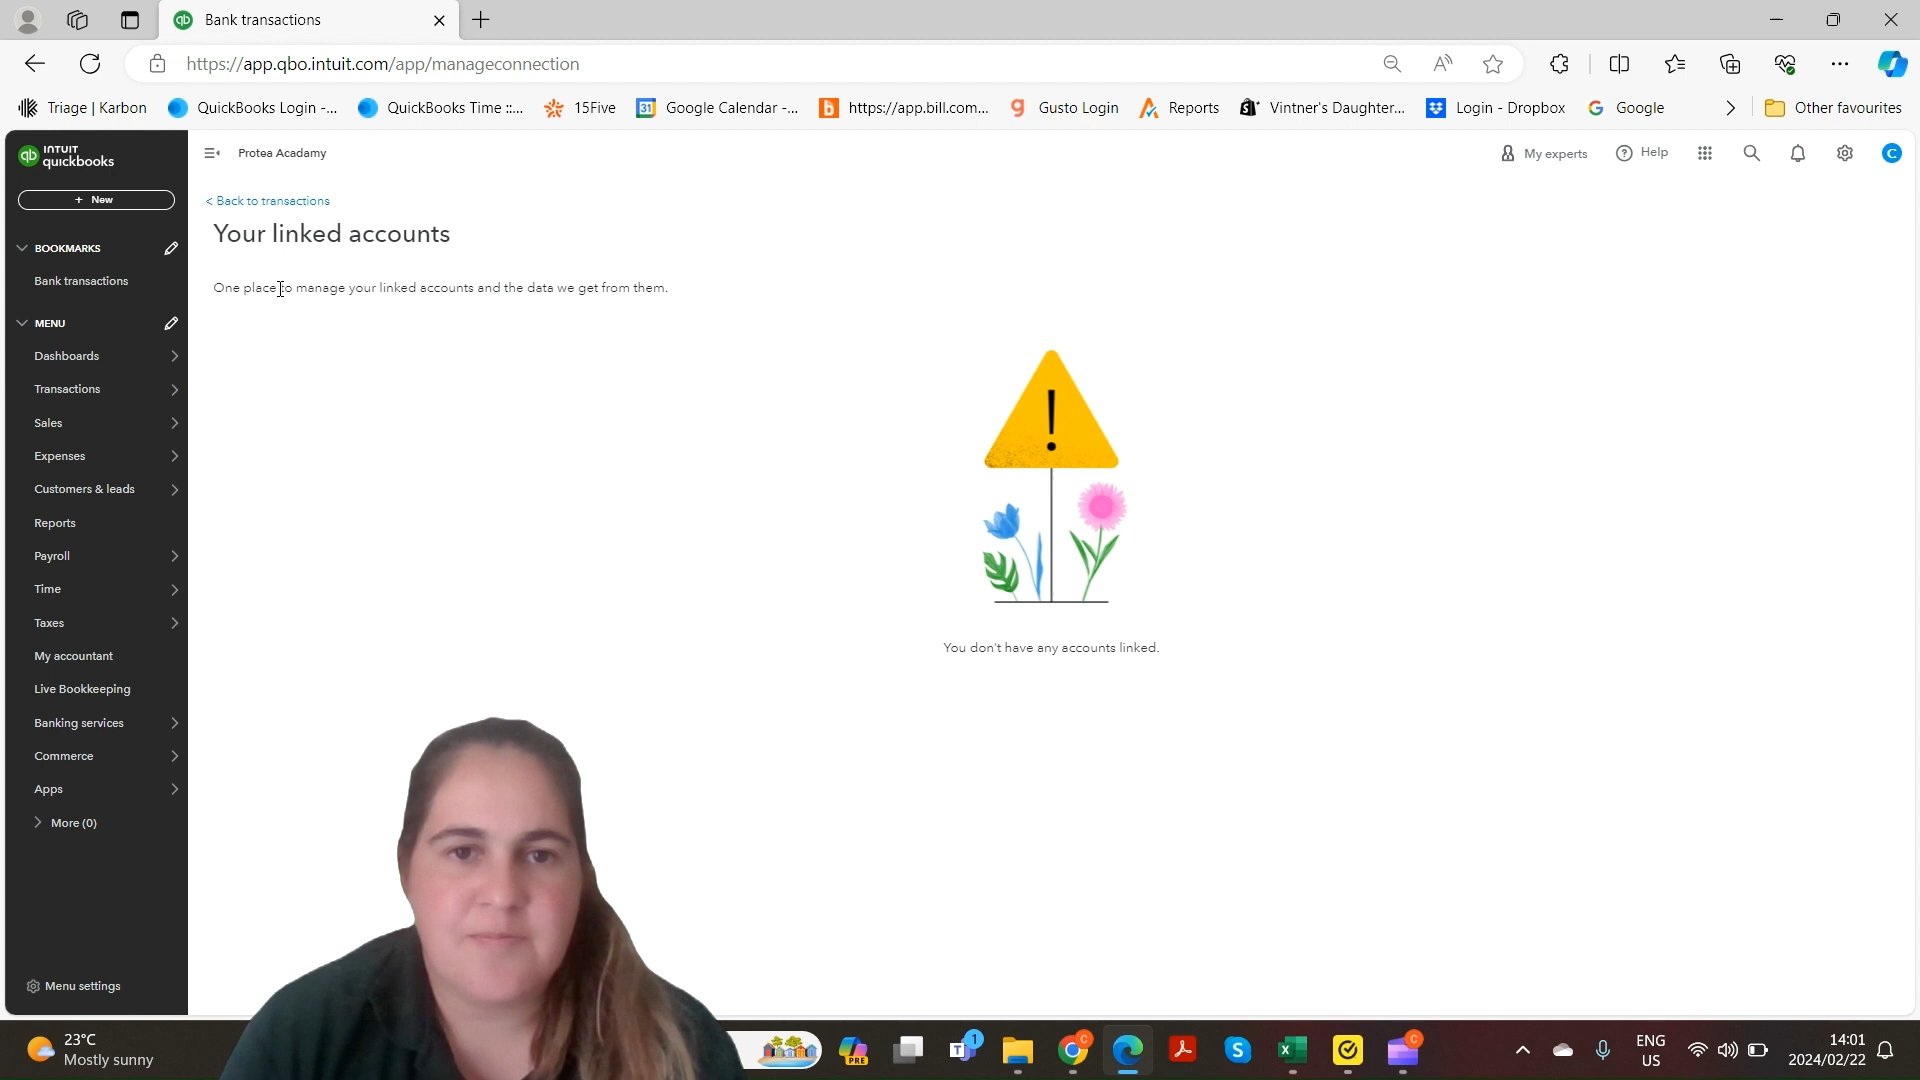 Bank transactions
https://app.qbo.intuit.com/app/manageconnection
Triage | Karbon
QuickBooks Login -...
QuickBooks Time ::...
15Five
31
Google Calendar -...
https://app.bill.com...
Gusto Login
Reports
Vintner's Daughter...
Login - Dropbox
Google
Other favourites
INTUIT
quickbooks
Protea Acadamy
My experts
Help
C
+ New
< Back to transactions
Your linked accounts
BOOKMARKS
Bank transactions
One place to manage your linked accounts and the data we get from them.
MENU
Dashboards
Transactions
Sales
Expenses
Customers & leads
Reports
Payroll
Time
Taxes
My accountant
Live Bookkeeping
Banking services
Commerce
Apps
More (0)
!
You don't have any accounts linked.
Menu settings
23°C
Mostly sunny
PRE
1
C
C
ENG
US
14:01
2024/02/22